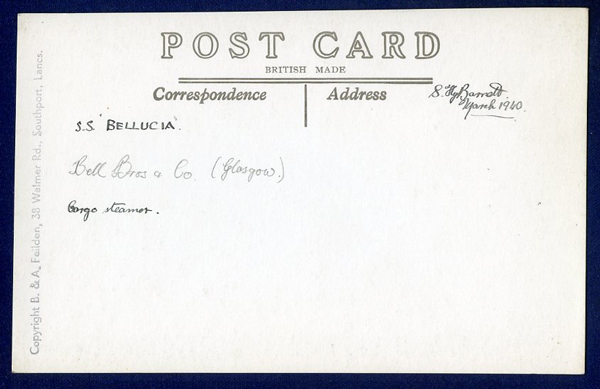 POST CARD
BRITISH MADE
Correspondence
Address
March 1960.
S.S. "BELLUCIA".
Bell Bros & Co. (Glasgow.)
Cargo steamer.
Copyright B. & A. Feilden, 38 Walmer Rd., Southport, Lancs.